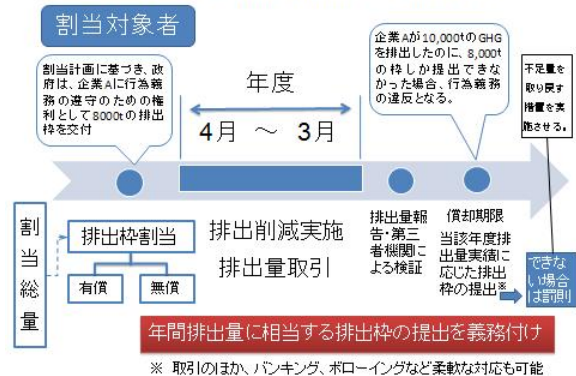 割当対象者
割当計画に基づき、政
府は、企業Aに行為義
務の遵守のための権
利として8000tの排出
枠を交付
年度
4月 ～ 3月
企業Aが10,000tのGHG
を排出したのに、8,000t
の枠しか提出できな
かった場合、行為義務
の違反となる。
不足量を
取り戻す
措置を実
施させる。
割当総量
排出枠割当
有償
無償
排出削減実施
排出量取引
排出量報
告・第三
者機関に
よる検証
償却期限
当該年度排
出量実績に
応じた排出
枠の提出※
できな
い場合
は罰則
年間排出量に相当する排出枠の提出を義務付け
※ 取引のほか、バンキング、ボローイングなど柔軟な対応も可能